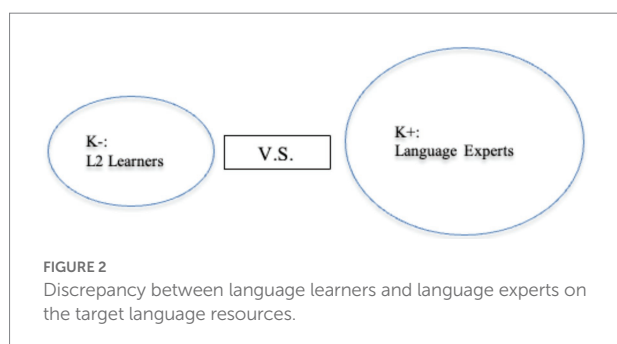 K-:
L2 Learners
V.S.
K+:
Language Experts
FIGURE 2
Discrepancy between language learners and language experts on
the target language resources.